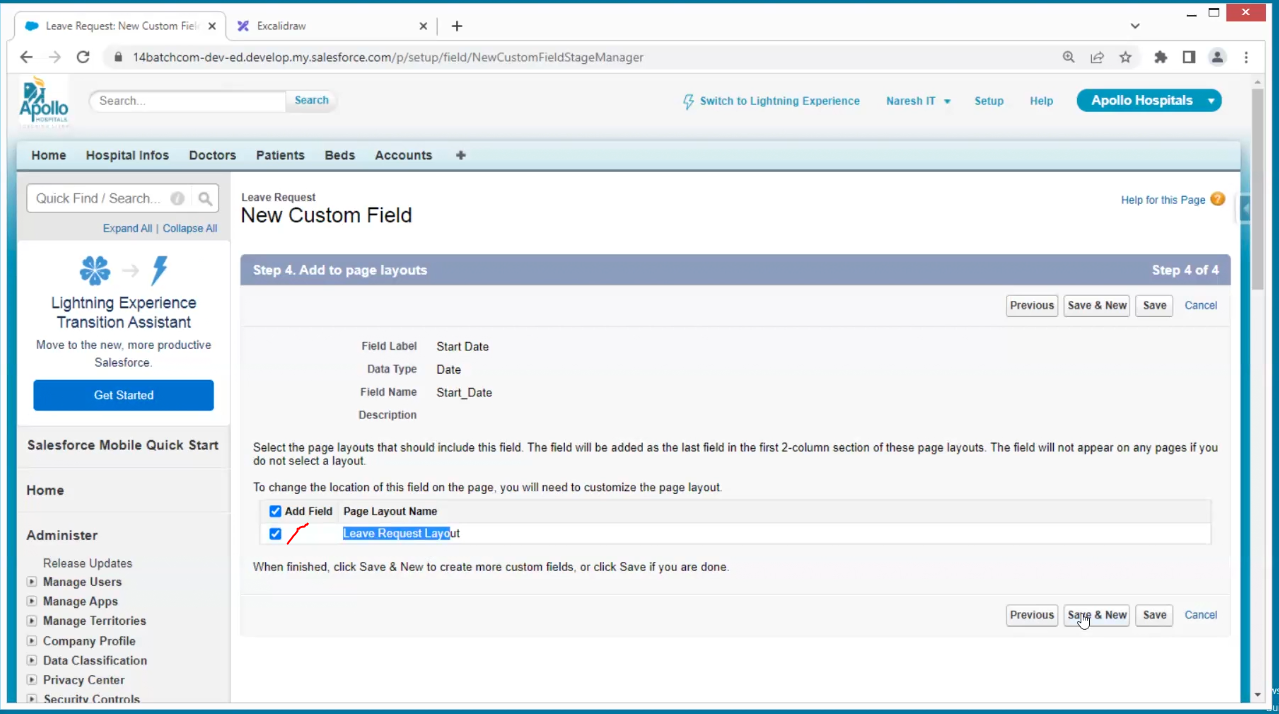 Leave Request: New Custom Fiel
Excalidraw
14batchcom-dev-ed.develop.my.salesforce.com/p/setup/field/NewCustomFieldStageManager
Apollo
HOSPITALS
Search...
Search
Switch to Lightning Experience
Naresh IT
Setup
Help
Apollo Hospitals
Home
Hospital Infos
Doctors
Patients
Beds
Accounts
Quick Find / Search...
Expand All | Collapse All
Lightning Experience
Transition Assistant
Move to the new, more productive
Salesforce.
Get Started
Salesforce Mobile Quick Start
Home
Administer
Release Updates
Manage Users
Manage Apps
Manage Territories
Company Profile
Data Classification
Privacy Center
Security Controls
Leave Request
New Custom Field
Help for this Page
Step 4. Add to page layouts
Step 4 of 4
Previous
Save & New
Save
Cancel
Field Label Start Date
Data Type Date
Field Name Start_Date
Description
Select the page layouts that should include this field. The field will be added as the last field in the first 2-column section of these page layouts. The field will not appear on any pages if you
do not select a layout.
To change the location of this field on the page, you will need to customize the page layout.
Add Field Page Layout Name
Leave Request Layout
When finished, click Save & New to create more custom fields, or click Save if you are done.
Previous
Save & New
Save
Cancel